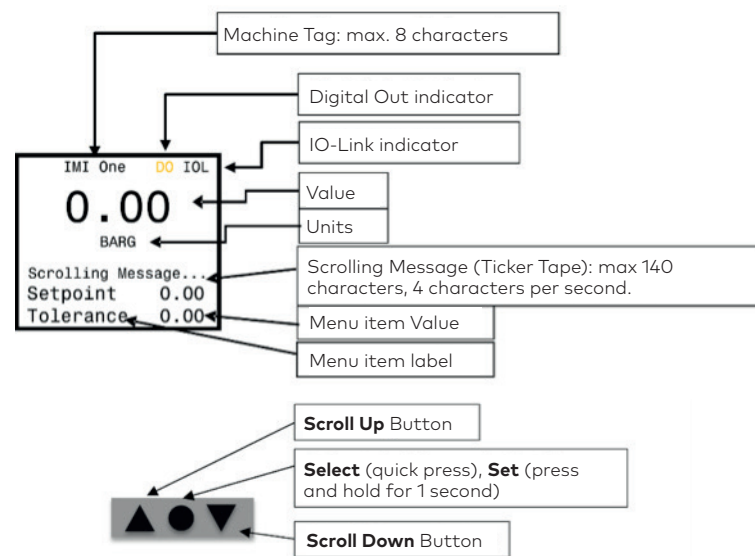 Machine Tag: max. 8 characters
Digital Out indicator
IO-Link indicator
IMI One DO IOL
0.00
BARG
Value
Units
Scrolling Message...
Setpoint 0.00
Tolerance 0.00
Scrolling Message (Ticker Tape): max 140
characters, 4 characters per second.
Menu item Value
Menu item label
Scroll Up Button
Select (quick press), Set (press
and hold for 1 second)
Scroll Down Button